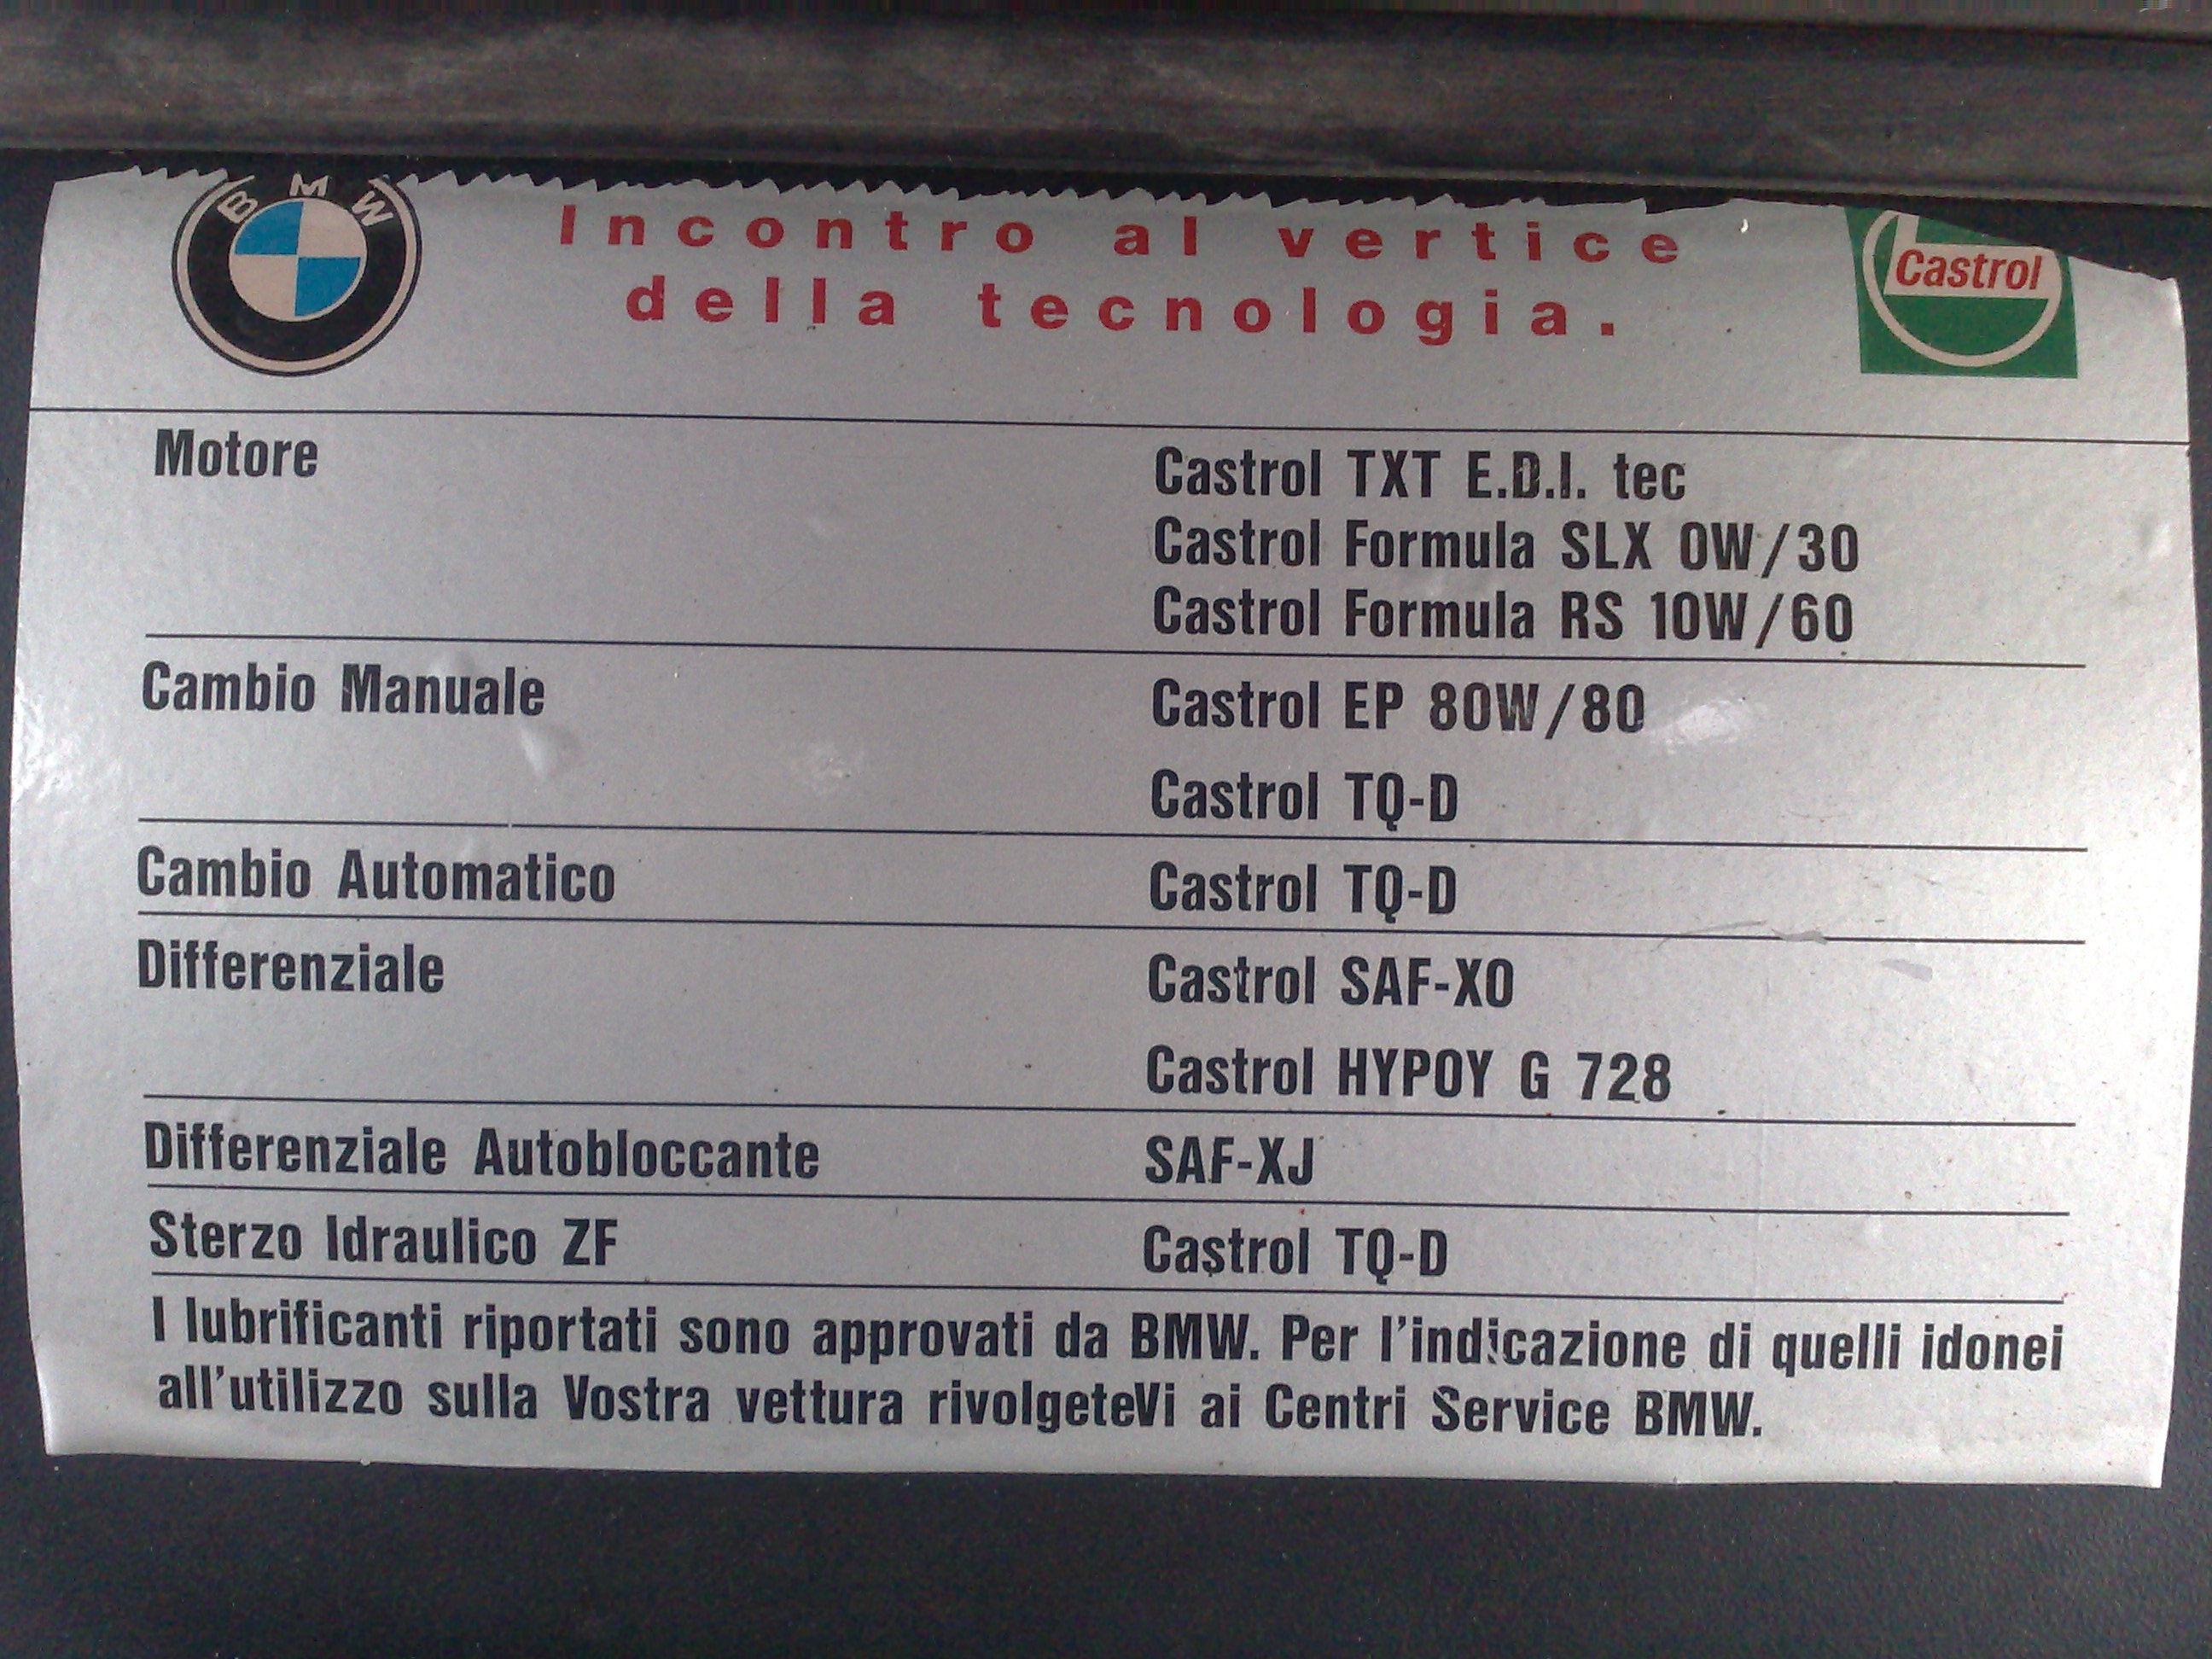 BMW
Incontro al vertice
Castrol
della tecnologia.
Motore
Castrol TXT E.D.I. tec
Castrol Formula SLX 0W/30
Castrol Formula RS 10W/60
Cambio Manuale
Castrol EP 80W/80
Castrol TQ-D
Cambio Automatico
Castrol TQ-D
Differenziale
Castrol SAF-XO
Castrol HYPOY G 728
Differenziale Autobloccante
SAF-XJ
Sterzo Idraulico ZF
Castrol TQ-D
I lubrificanti riportati sono approvati da BMW. Per l'indicazione di quelli idonei
all'utilizzo sulla Vostra vettura rivolgeteVi ai Centri Service BMW.